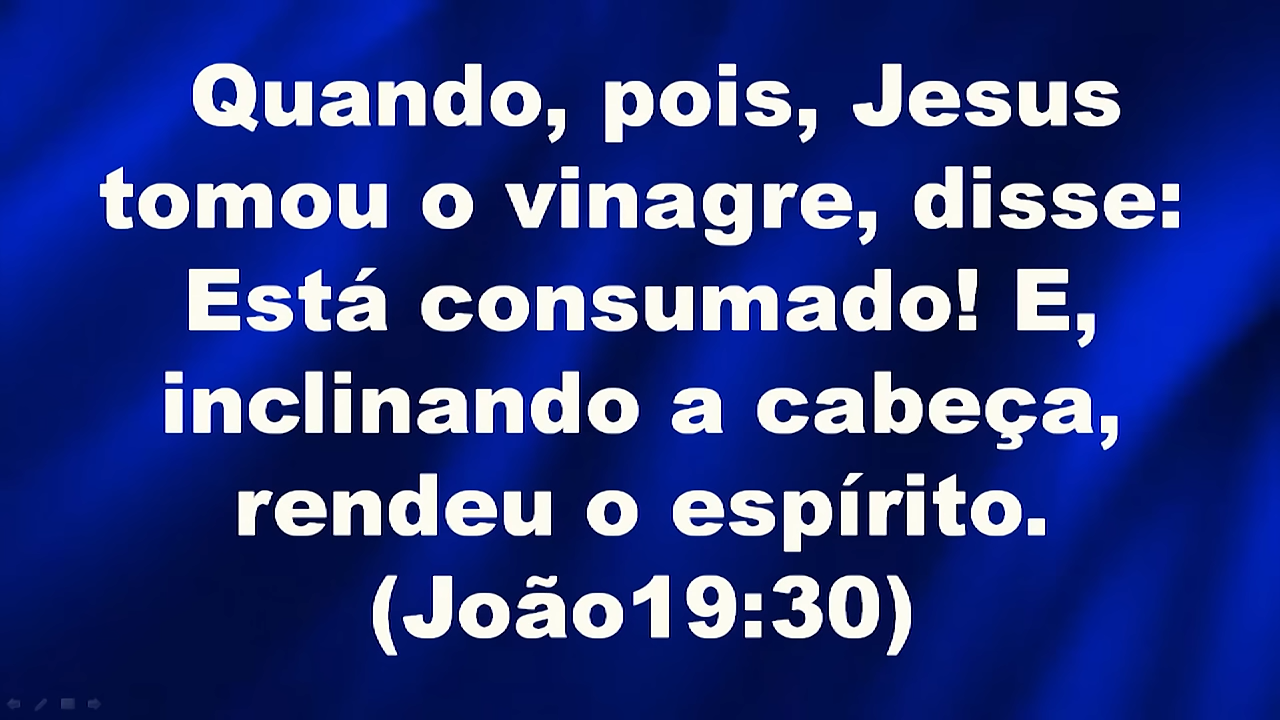 Quando, pois, Jesus
tomou o vinagre, disse:
Está consumado! E,
inclinando a cabeça,
rendeu o espírito.
(João19:30)